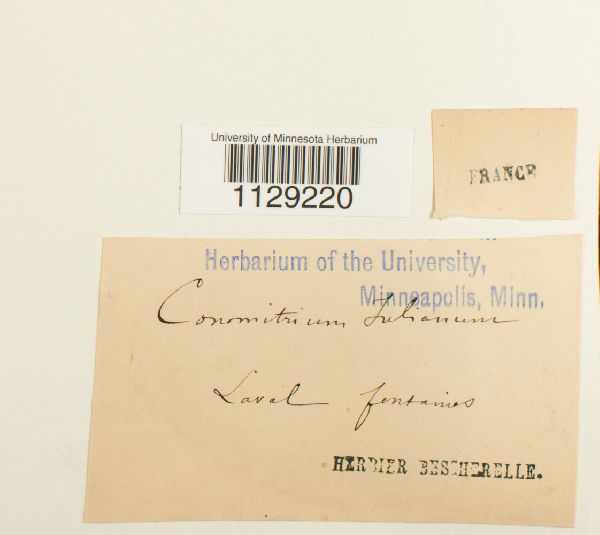 University of Minnesota Herbarium
1129220
FRANCE
Herbarium of the University,
Minneapolis, Minn.
Conomitrium Julianum
Laval fontaines
HERBIER BESCHERELLE.